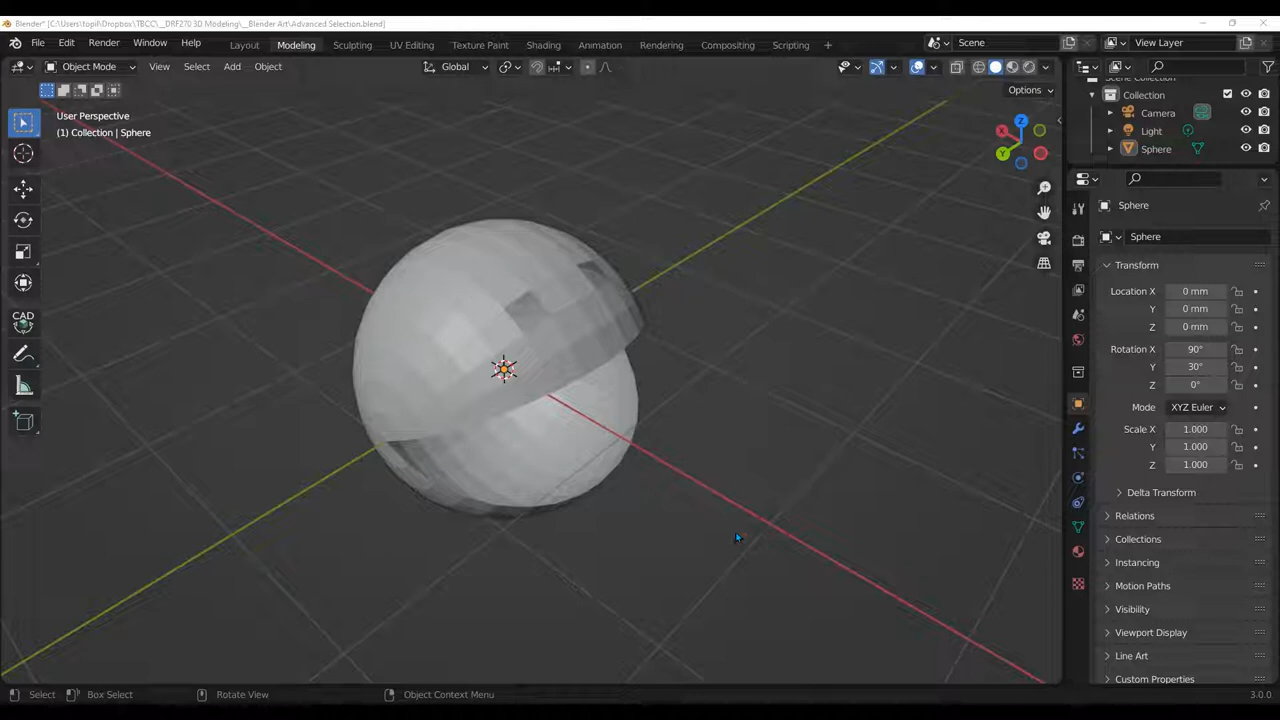 Blender* [C:\Users\topil\Dropbox\TBCC\__DRF270 3D Modeling\__Blender Art\Advanced Selection.blend]
File Edit Render Window Help Layout Modeling Sculpting UV Editing Texture Paint Shading Animation Rendering Compositing Scripting + Scene View Layer
Object Mode View Select Add Object Global
Options
User Perspective
(1) Collection | Sphere
X Y Z
CAD
Scene Collection
Collection
Camera
Light
Sphere
Sphere
Sphere
Transform
Location X 0 mm
Y 0 mm
Z 0 mm
Rotation X 90°
Y 30°
Z 0°
Mode XYZ Euler
Scale X 1.000
Y 1.000
Z 1.000
Delta Transform
Relations
Collections
Instancing
Motion Paths
Visibility
Viewport Display
Line Art
Custom Properties
Select Box Select Rotate View Object Context Menu 3.0.0